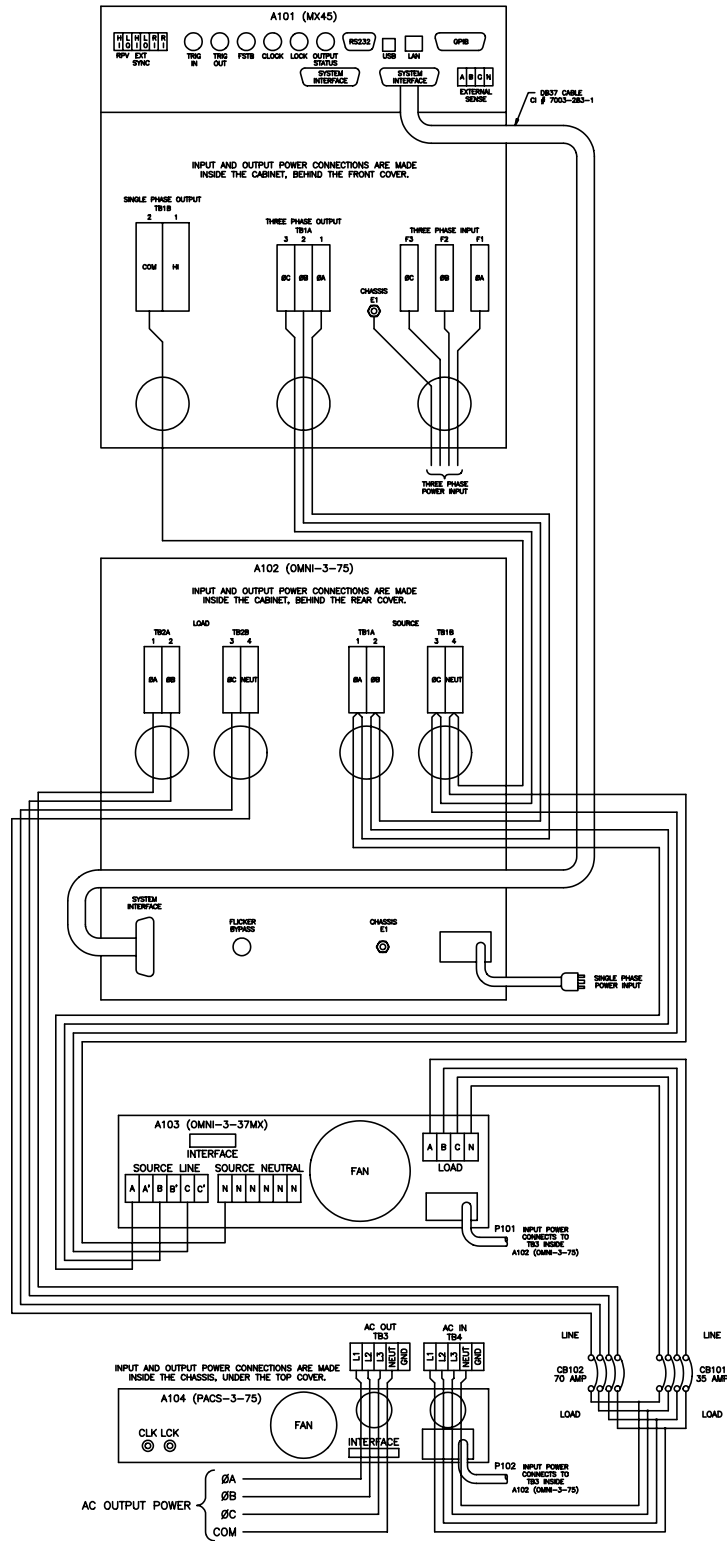 A101 (MX45)
HI LO HI LO RI RI
RPV EXT SYNC
TRIG IN
TRIG OUT
FSTB
CLOCK
LOCK
OUTPUT STATUS
RS232
USB
LAN
GPIB
SYSTEM INTERFACE
SYSTEM INTERFACE
A B C N
EXTERNAL SENSE
DB37 CABLE
CI # 7003-283-1
INPUT AND OUTPUT POWER CONNECTIONS ARE MADE
INSIDE THE CABINET, BEHIND THE FRONT COVER.
SINGLE PHASE OUTPUT
TB1B
2 1
COM HI
THREE PHASE OUTPUT
TB1A
3 2 1
ØC ØB ØA
CHASSIS
E1
THREE PHASE INPUT
F3 F2 F1
ØC ØB ØA
THREE PHASE
POWER INPUT
A102 (OMNI-3-75)
INPUT AND OUTPUT POWER CONNECTIONS ARE MADE
INSIDE THE CABINET, BEHIND THE REAR COVER.
LOAD
SOURCE
TB2A
1 2
ØA ØB
TB2B
3 4
ØC NEUT
TB1A
1 2
ØA ØB
TB1B
3 4
ØC NEUT
SYSTEM
INTERFACE
FLICKER
BYPASS
CHASSIS
E1
SINGLE PHASE
POWER INPUT
A103 (OMNI-3-37MX)
INTERFACE
SOURCE LINE
A A' B B' C C'
SOURCE NEUTRAL
N N N N N N
FAN
A B C N
LOAD
P101 INPUT POWER
CONNECTS TO
TB3 INSIDE
A102 (OMNI-3-75)
AC OUT
TB3
L1 L2 L3 NEUT GND
AC IN
TB4
L1 L2 L3 NEUT GND
LINE
CB102
70 AMP
LOAD
LINE
CB101
35 AMP
LOAD
INPUT AND OUTPUT POWER CONNECTIONS ARE MADE
INSIDE THE CHASSIS, UNDER THE TOP COVER.
A104 (PACS-3-75)
CLK LCK
FAN
INTERFACE
P102 INPUT POWER
CONNECTS TO
TB3 INSIDE
A102 (OMNI-3-75)
AC OUTPUT POWER
ØA
ØB
ØC
COM